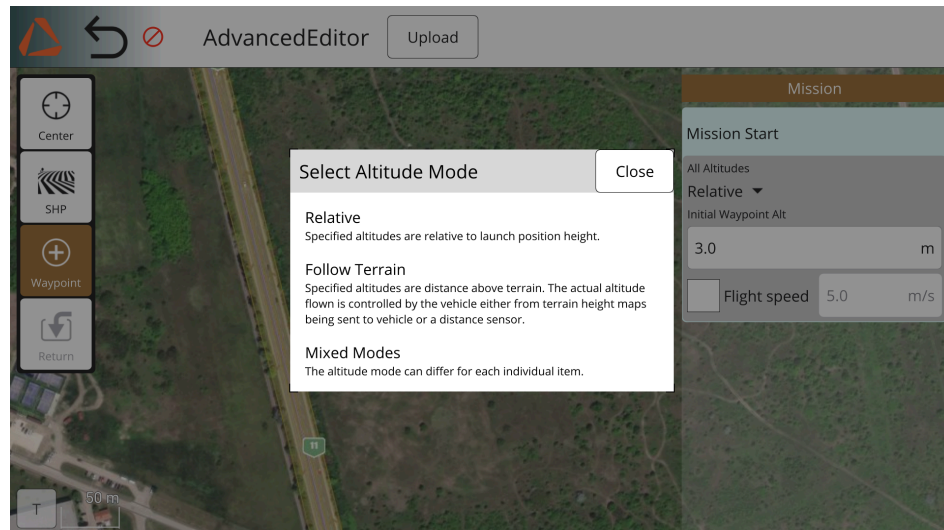 AdvancedEditor
Upload
Center
SHP
Waypoint
Return
T
50 m
11
Select Altitude Mode
Close
Relative
Specified altitudes are relative to launch position height.
Follow Terrain
Specified altitudes are distance above terrain. The actual altitude
flown is controlled by the vehicle either from terrain height maps
being sent to vehicle or a distance sensor.
Mixed Modes
The altitude mode can differ for each individual item.
Mission
Mission Start
All Altitudes
Relative
Initial Waypoint Alt
3.0 m
Flight speed 5.0 m/s